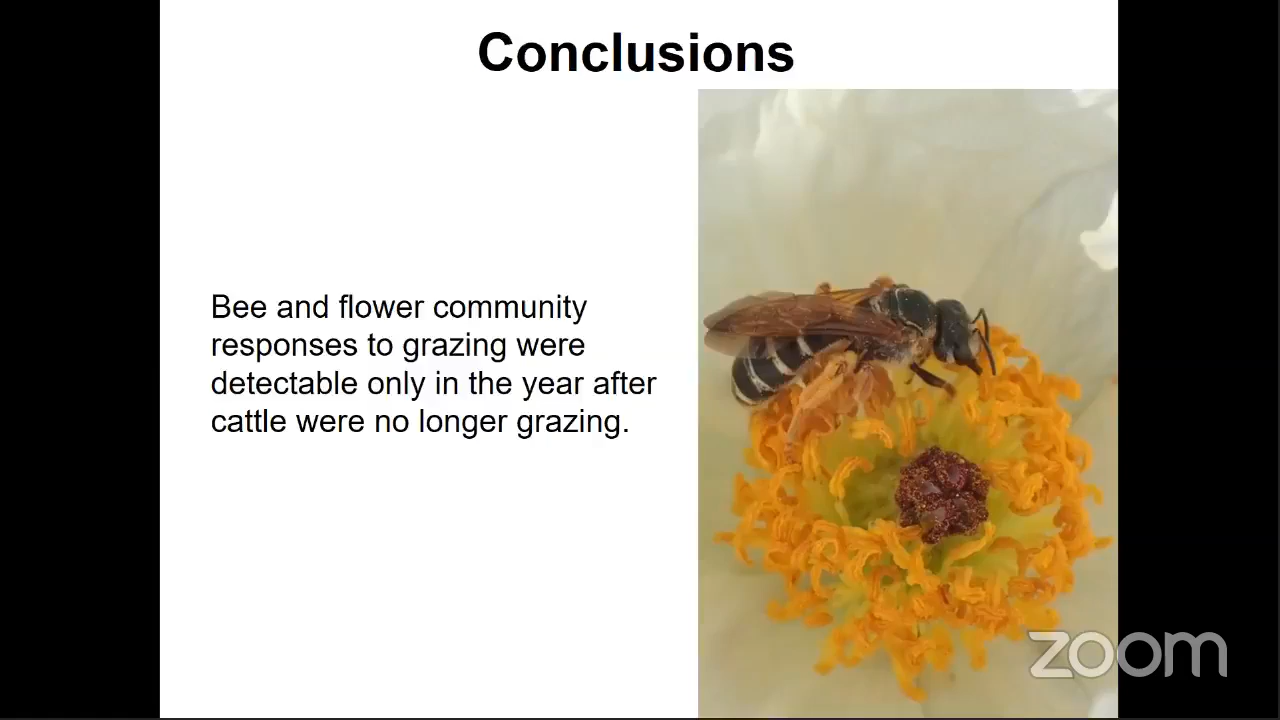 Conclusions
Bee and flower community
responses to grazing were
detectable only in the year after
cattle were no longer grazing.
zoom